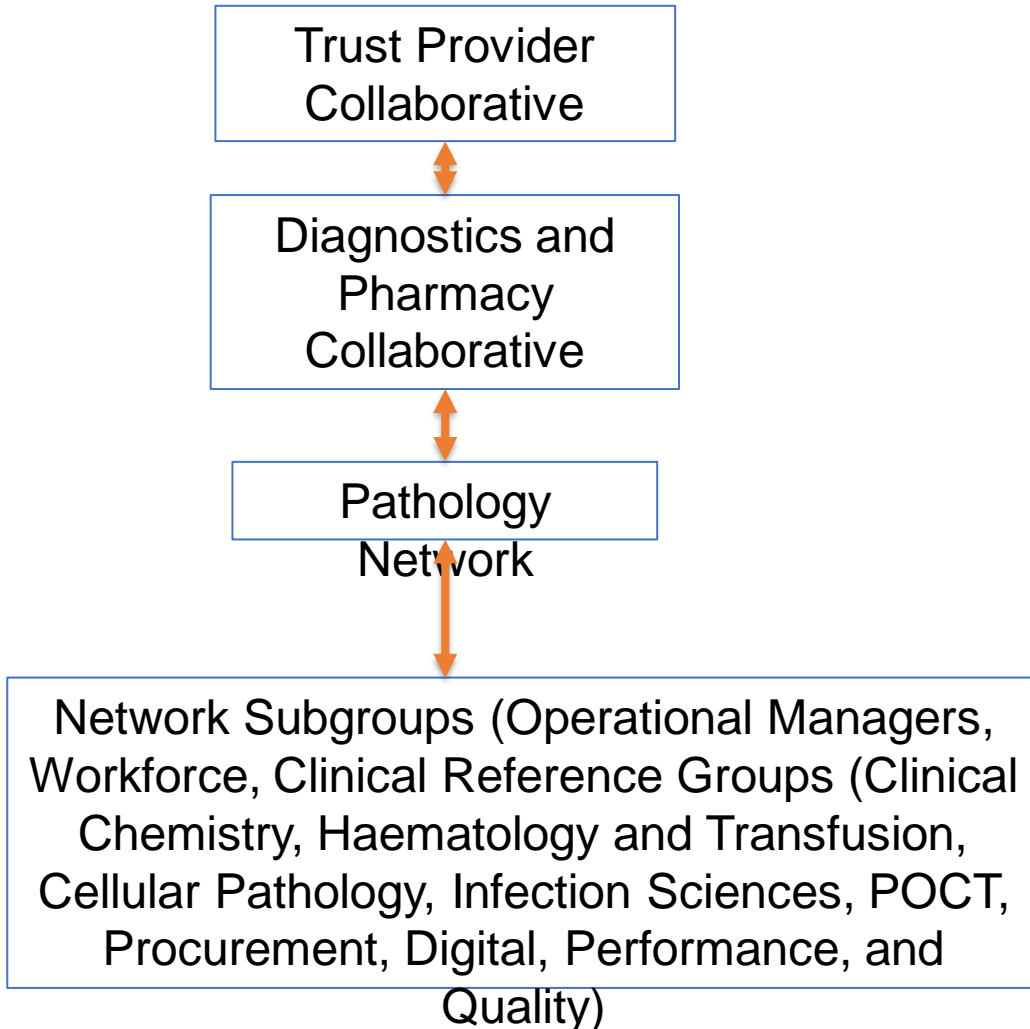 Trust Provider
Collaborative
Diagnostics and
Pharmacy
Collaborative
Pathology
Network
Network Subgroups (Operational Managers,
Workforce, Clinical Reference Groups (Clinical
Chemistry, Haematology and Transfusion,
Cellular Pathology, Infection Sciences, POCT,
Procurement, Digital, Performance, and
Quality)